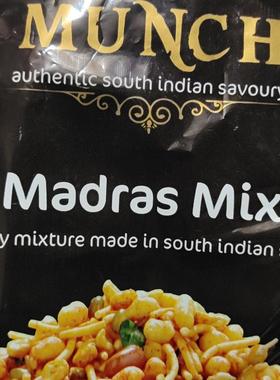 MUNCH
authentic south indian savoury
Madras Mix
mixture made in south indian